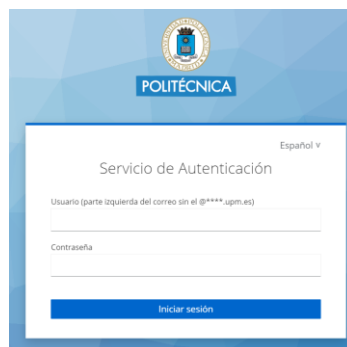 POLITÉCNICA
Español ∨
Servicio de Autenticación
Usuario (parte izquierda del correo sin el @****.upm.es)
Contraseña
Iniciar sesión